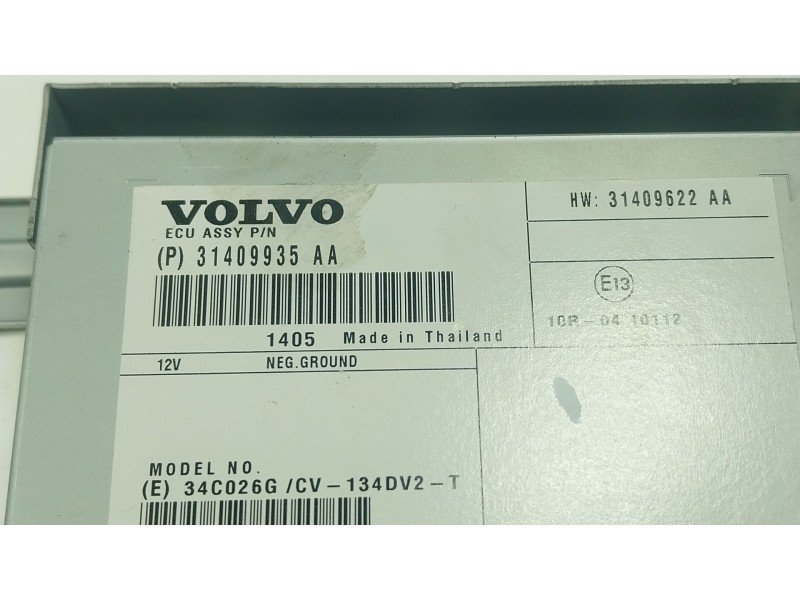 VOLVO
ECU ASSY P/N
(P) 31409935 AA
HW: 31409622 AA
E13
10R-04 10112
1405 Made in Thailand
12V NEG.GROUND
MODEL NO.
(E) 34C026G /CV-134DV2-T